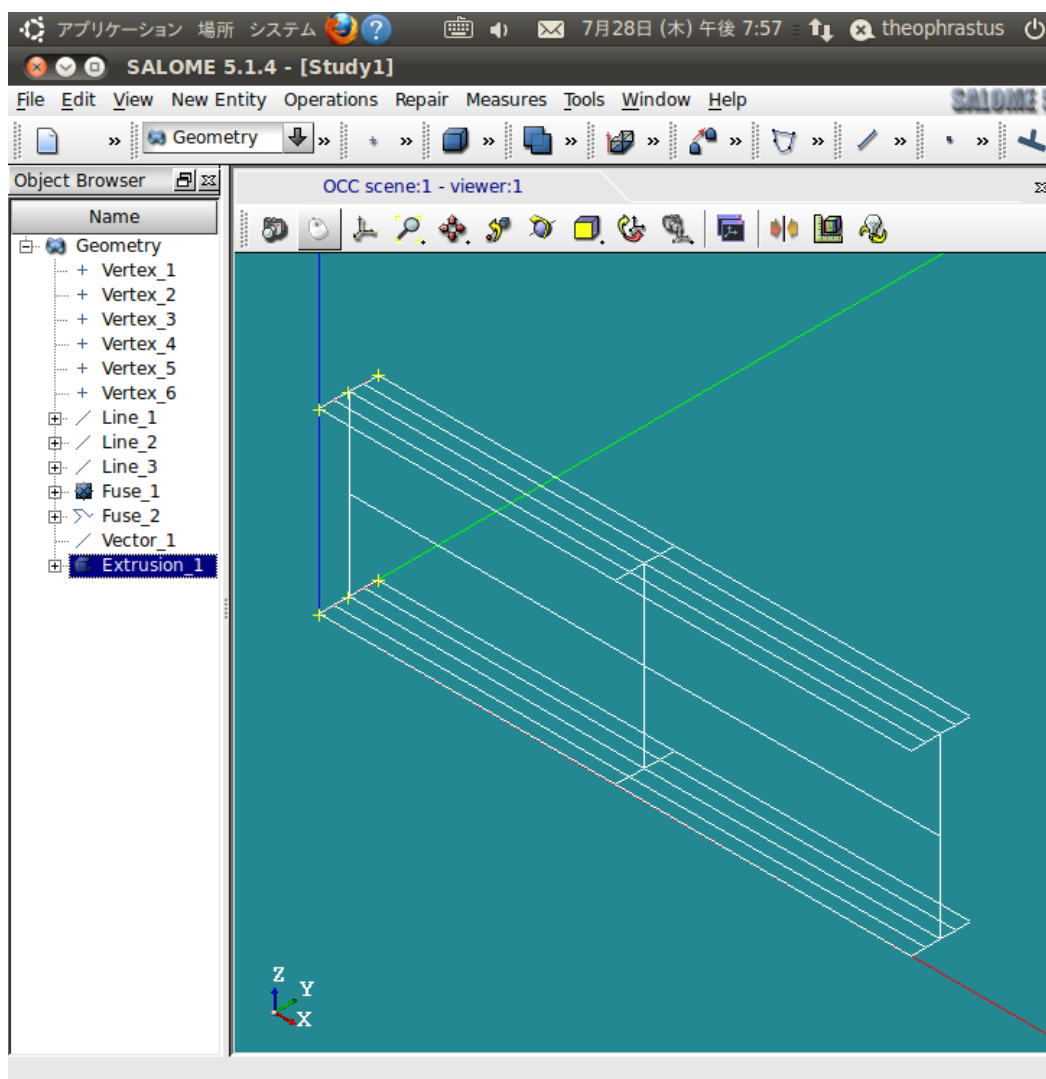 アプリケーション 場所 システム 7月28日 (木) 午後 7:57 theophrastus
SALOME 5.1.4 - [Study1]
File Edit View New Entity Operations Repair Measures Tools Window Help SALOME 5
Geometry
Object Browser
OCC scene:1 - viewer:1
Name
Geometry
Vertex_1
Vertex_2
Vertex_3
Vertex_4
Vertex_5
Vertex_6
Line_1
Line_2
Line_3
Fuse_1
Fuse_2
Vector_1
Extrusion_1
Z
Y
X